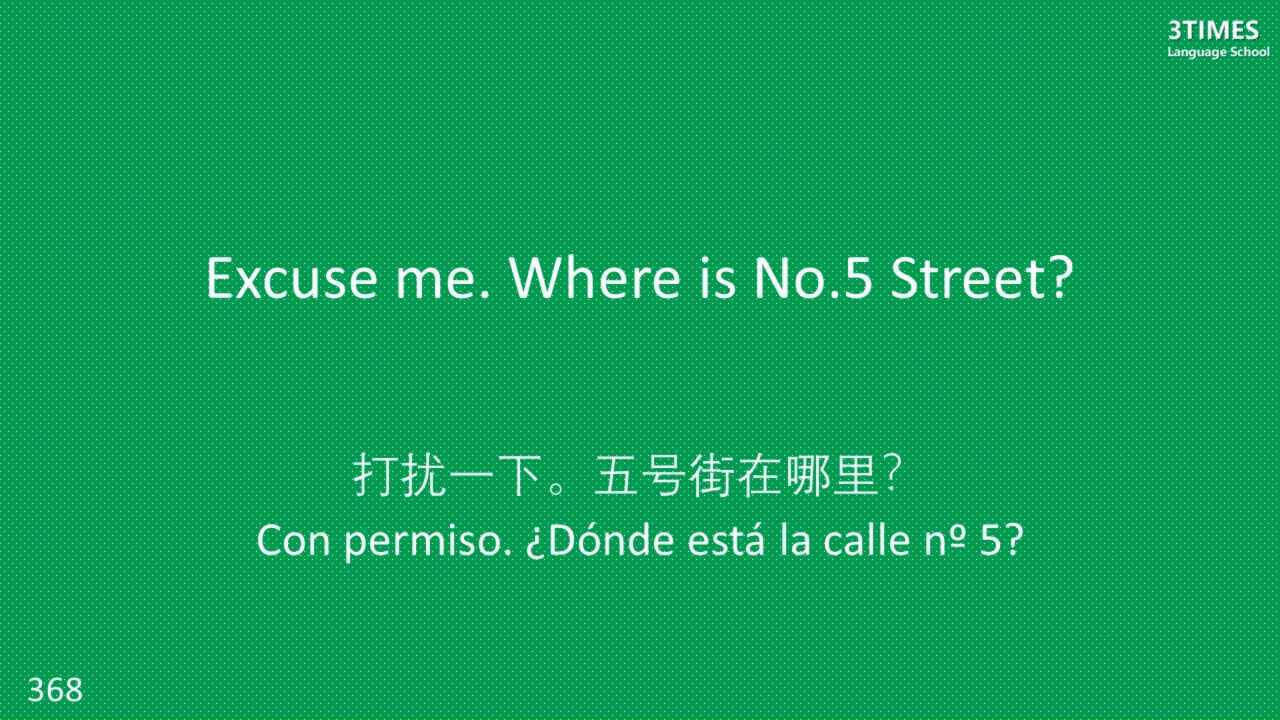 3TIMES
Language School
Excuse me. Where is No.5 Street?
打扰一下。五号街在哪里？
Con permiso. ¿Dónde está la calle nº 5?
368